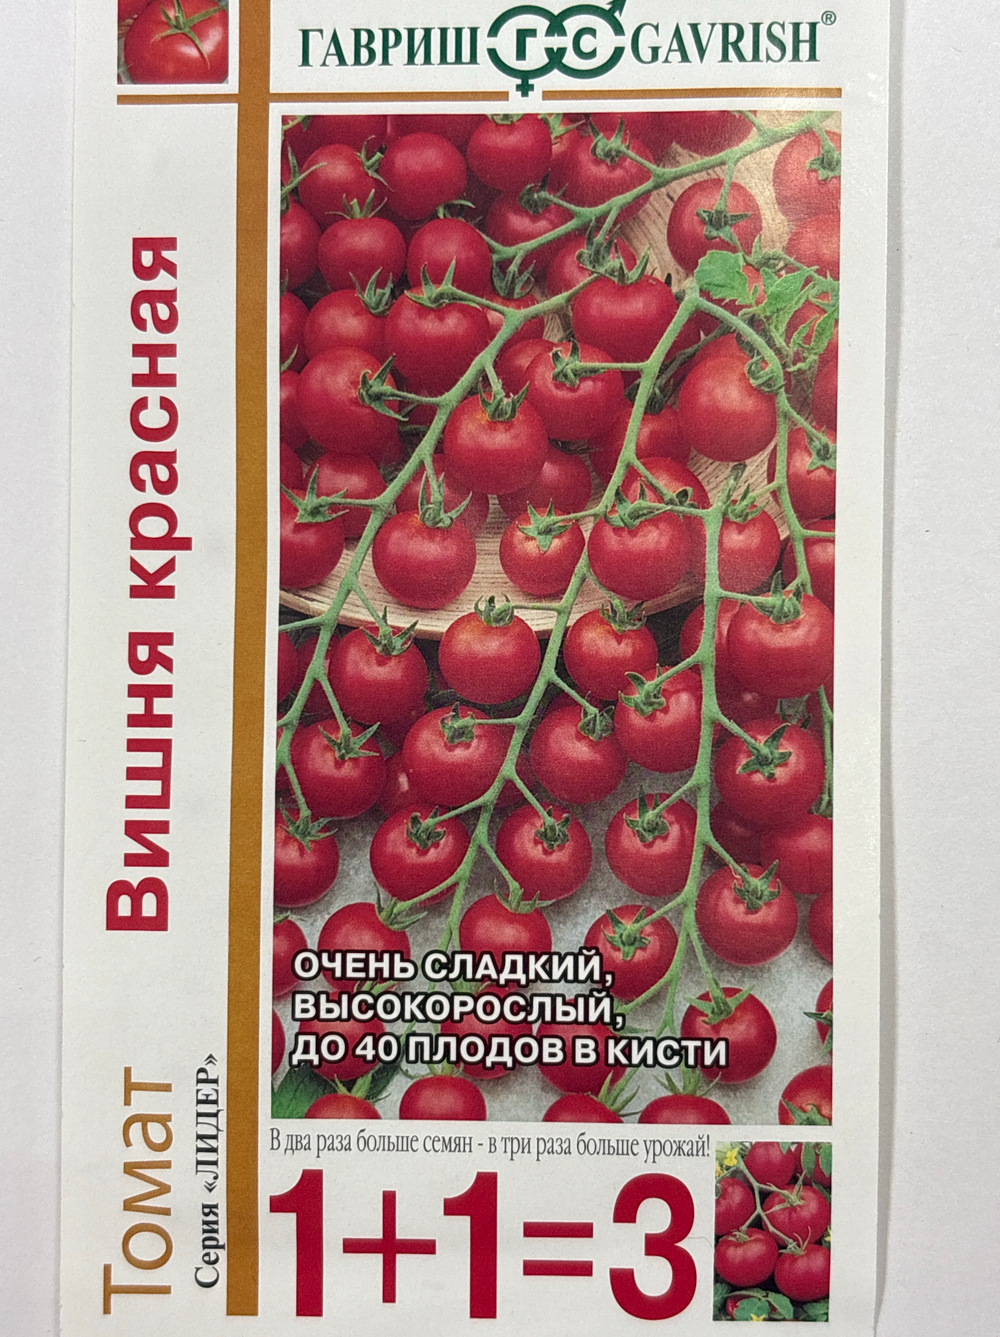 ГАВРИШ ГС GAVRISH®
Томат Вишня красная
Серия «ЛИДЕР»
ОЧЕНЬ СЛАДКИЙ,
ВЫСОКОРОСЛЫЙ,
ДО 40 ПЛОДОВ В КИСТИ
В два раза больше семян - в три раза больше урожай!
1+1=3